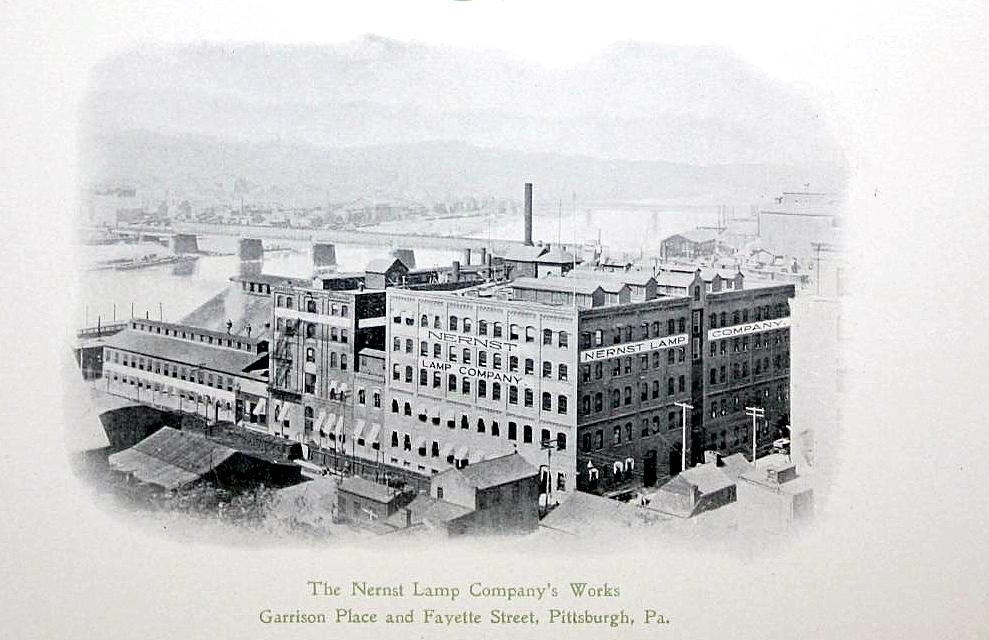 NERNST
LAMP COMPANY
NERNST LAMP
COMPANY
The Nernst Lamp Company's Works
Garrison Place and Fayette Street, Pittsburgh, Pa.